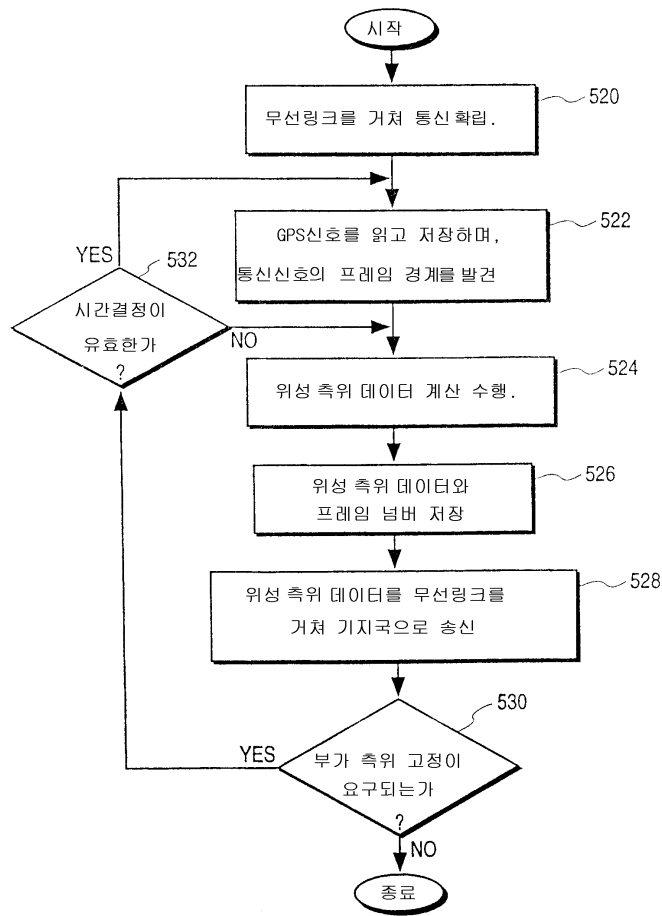 시작
무선링크를 거쳐 통신확립.
520
GPS신호를 읽고 저장하며,
통신신호의 프레임 경계를 발견
522
YES
532
시간결정이
유효한가
?
NO
위성 측위 데이터 계산 수행.
524
위성 측위 데이터와
프레임 넘버 저장
526
위성 측위 데이터를 무선링크를
거쳐 기지국으로 송신
528
530
YES
부가 측위 고정이
요구되는가
?
NO
종료